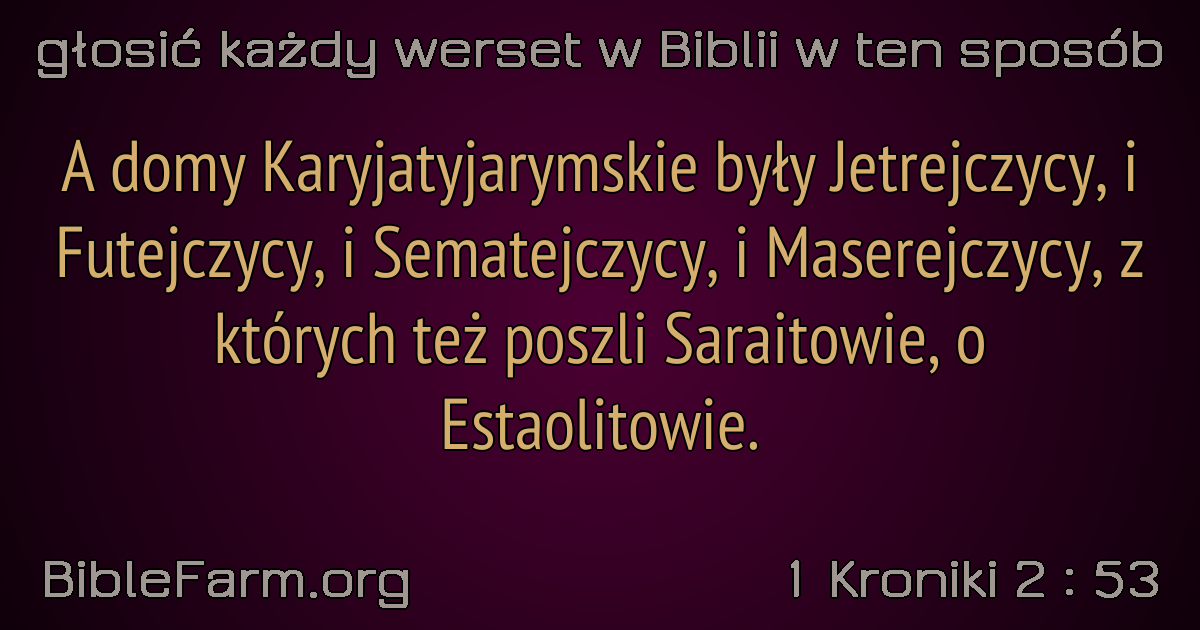 głosić każdy werset w Biblii w ten sposób
A domy Karyjatyjarymskie były Jetrejczycy, i
Futejczycy, i Sematejczycy, i Maserejczycy, z
których też poszli Saraitowie, o
Estaolitowie.
BibleFarm.org
1 Kroniki 2 : 53